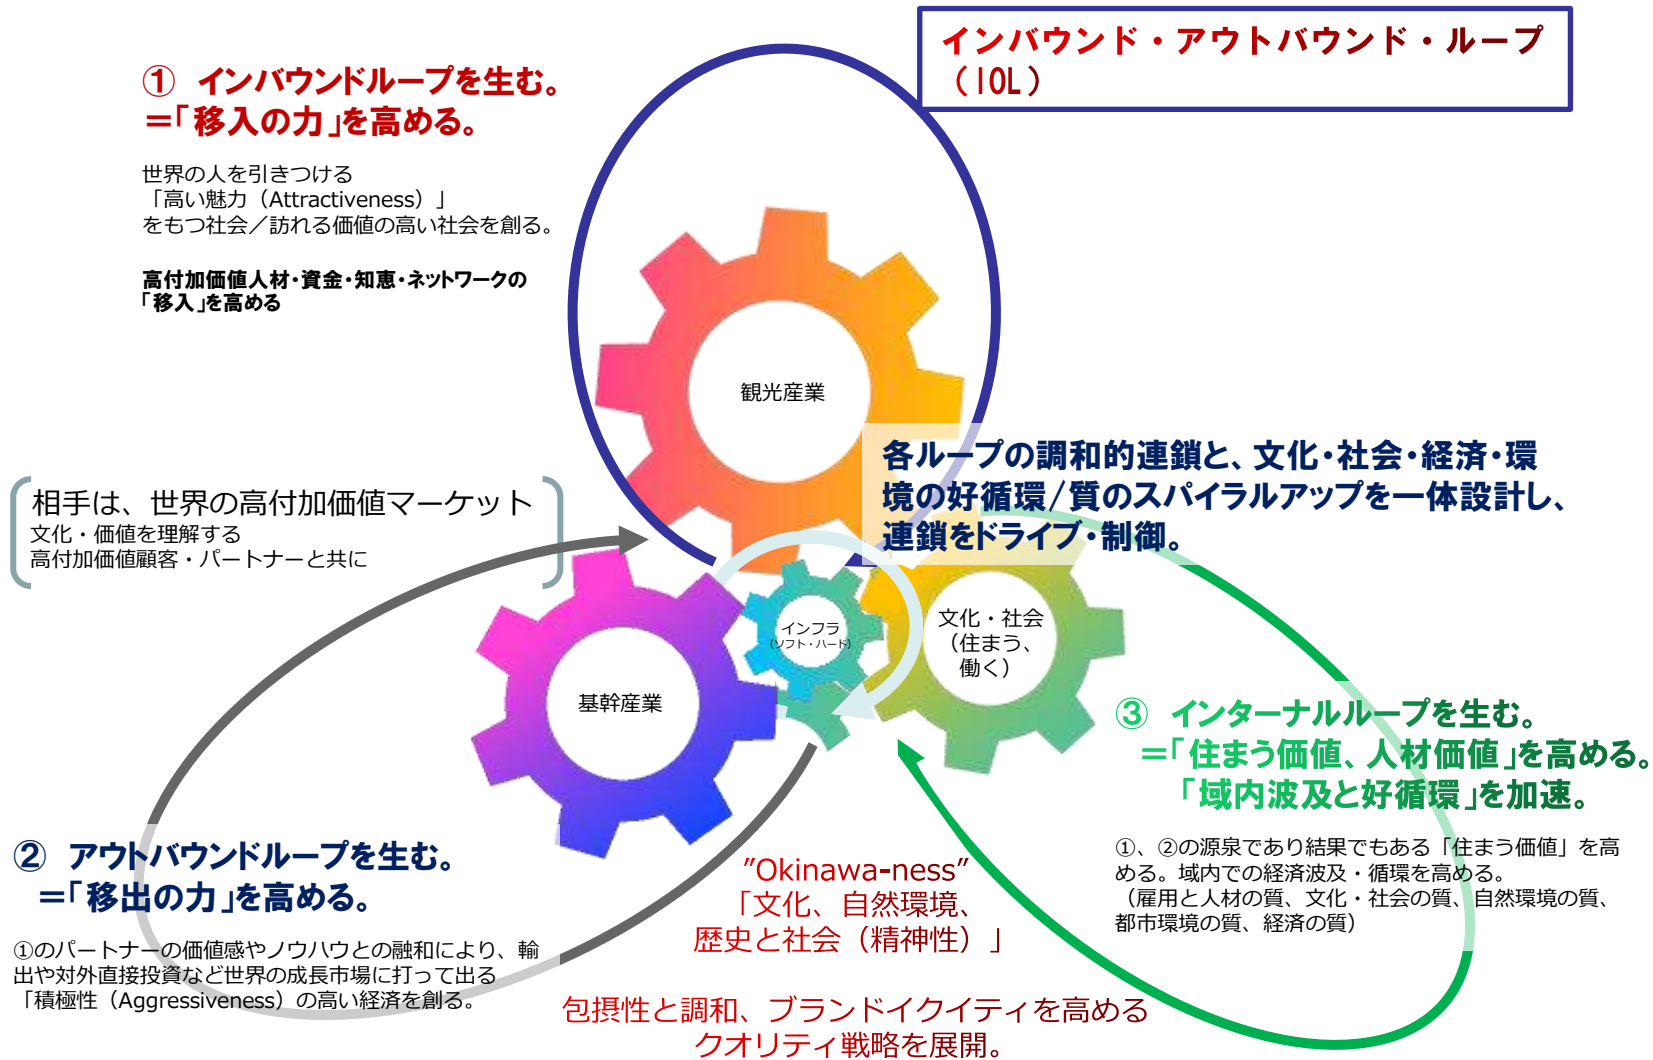 インバウンド・アウトバウンド・ループ
（IOL）
① インバウンドループを生む。
＝「移入の力」を高める。
世界の人を引きつける
「高い魅力（Attractiveness）」
をもつ社会／訪れる価値の高い社会を創る。
高付加価値人材・資金・知恵・ネットワークの
「移入」を高める
観光産業
各ループの調和的連鎖と、文化・社会・経済・環
境の好循環/質のスパイラルアップを一体設計し、
連鎖をドライブ・制御。
相手は、世界の高付加価値マーケット
文化・価値を理解する
高付加価値顧客・パートナーと共に
インフラ
（ソフト・ハード）
文化・社会
（住まう、
働く）
基幹産業
③ インターナルループを生む。
＝「住まう価値、人材価値」を高める。
「域内波及と好循環」を加速。
①、②の源泉であり結果でもある「住まう価値」を高
める。域内での経済波及・循環を高める。
（雇用と人材の質、文化・社会の質、自然環境の質、
都市環境の質、経済の質）
② アウトバウンドループを生む。
＝「移出の力」を高める。
①のパートナーの価値感やノウハウとの融和により、輸
出や対外直接投資など世界の成長市場に打って出る
「積極性（Aggressiveness）の高い経済を創る。
”Okinawa-ness”
「文化、自然環境、
歴史と社会（精神性）」
包摂性と調和、ブランドイクイティを高める
クオリティ戦略を展開。